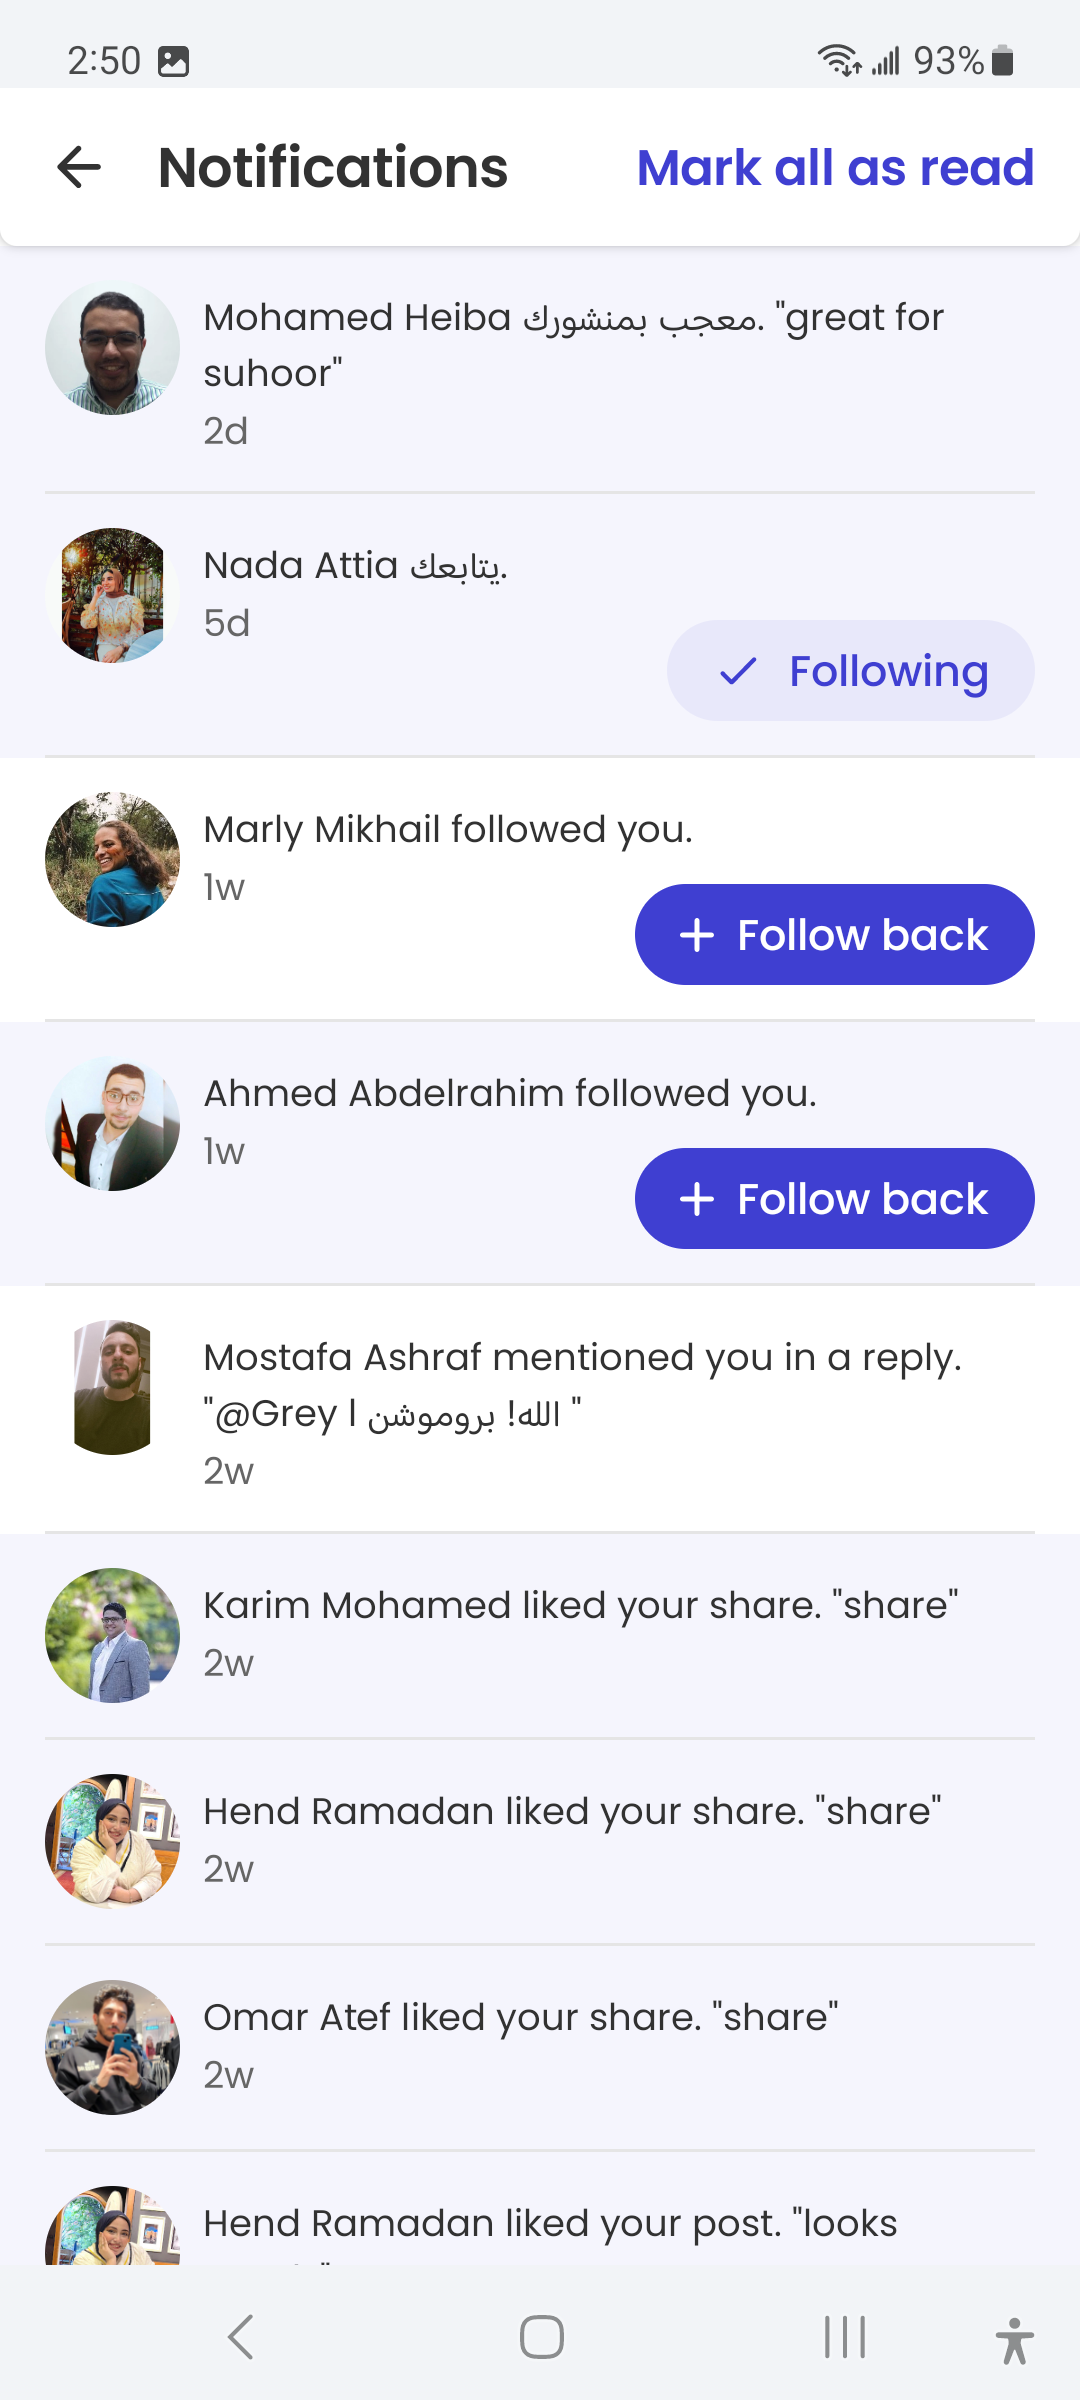 2:50 93%
Notifications Mark all as read
Mohamed Heiba معجب بمنشورك. "great for
suhoor"
2d
Nada Attia يتابعك.
5d
Following
Marly Mikhail followed you.
1w
Follow back
Ahmed Abdelrahim followed you.
1w
Follow back
Mostafa Ashraf mentioned you in a reply.
"@Grey l الله! بروموشن "
2w
Karim Mohamed liked your share. "share"
2w
Hend Ramadan liked your share. "share"
2w
Omar Atef liked your share. "share"
2w
Hend Ramadan liked your post. "looks